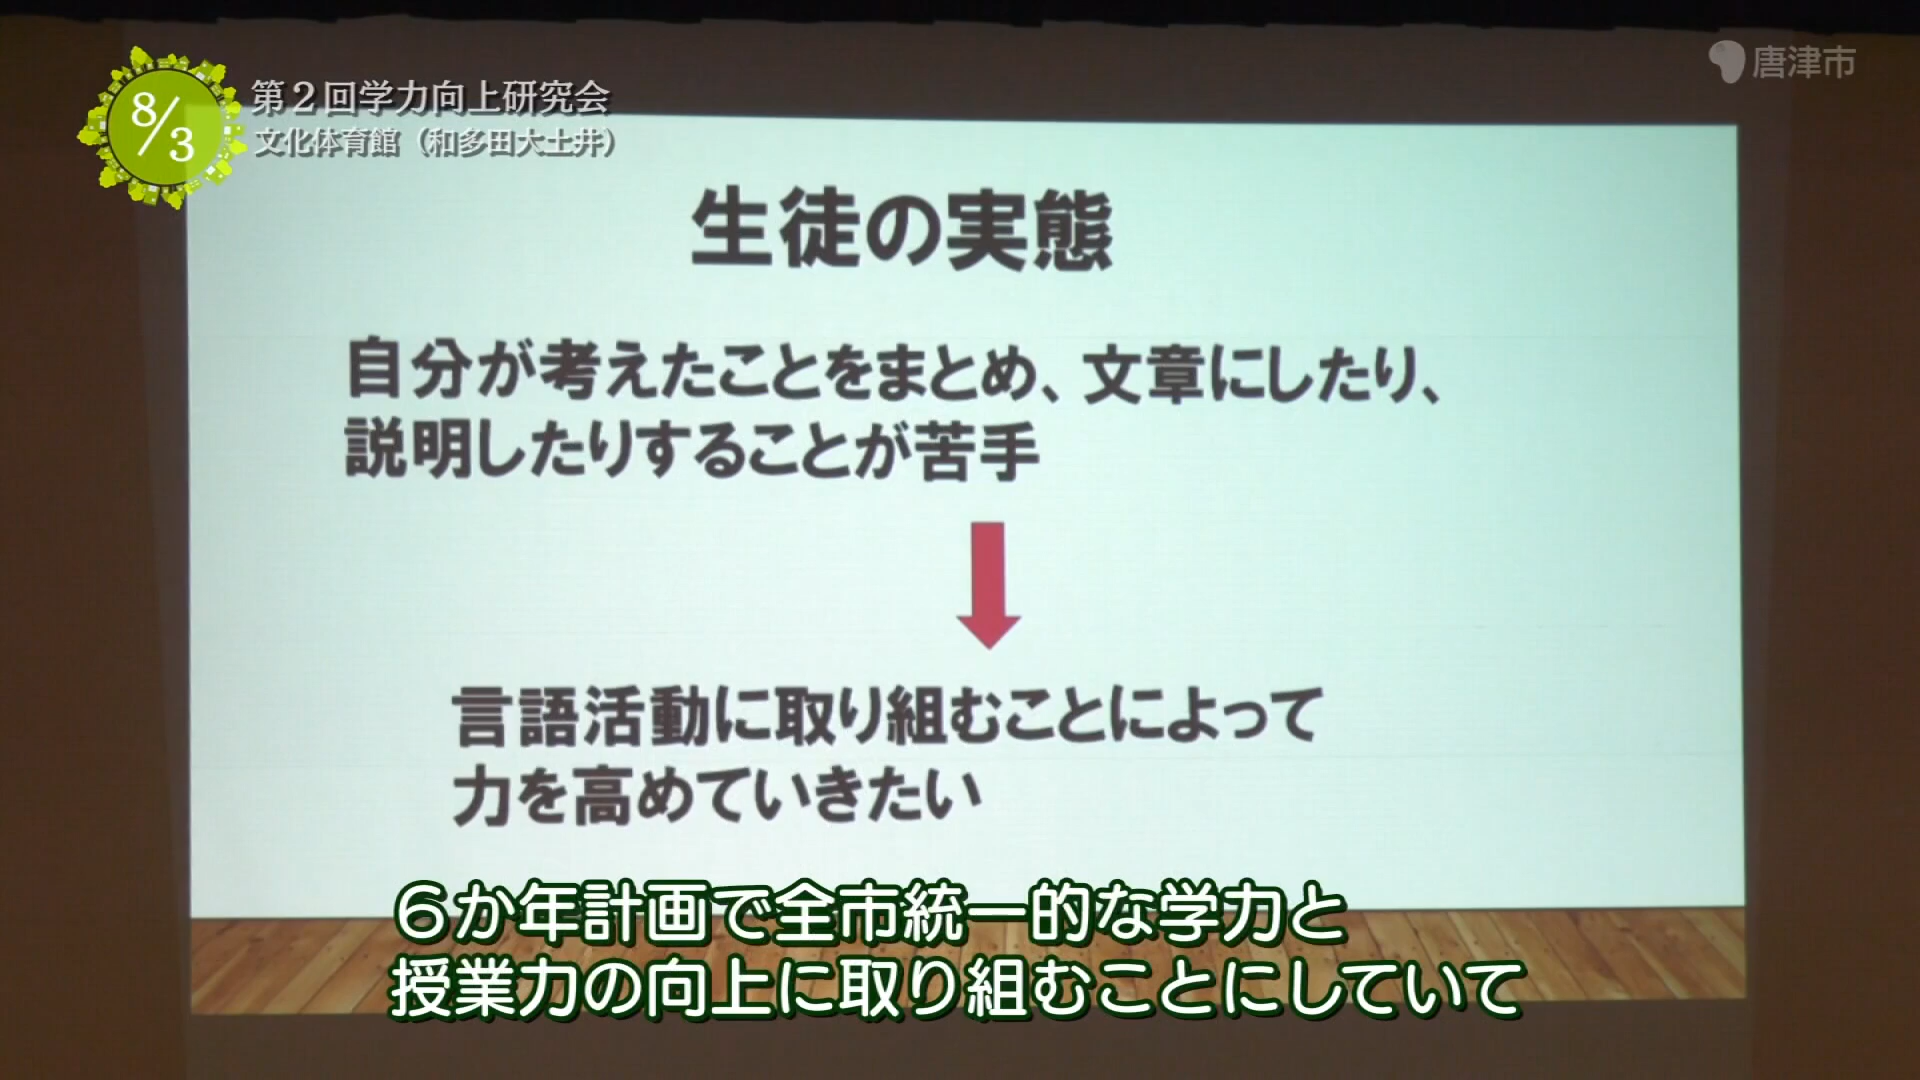 8/3
第2回学力向上研究会
文化体育館（和多田大土井）
唐津市
生徒の実態
自分が考えたことをまとめ、文章にしたり、
説明したりすることが苦手
言語活動に取り組むことによって
力を高めていきたい
6か年計画で全市統一的な学力と
授業力の向上に取り組むことにしていて